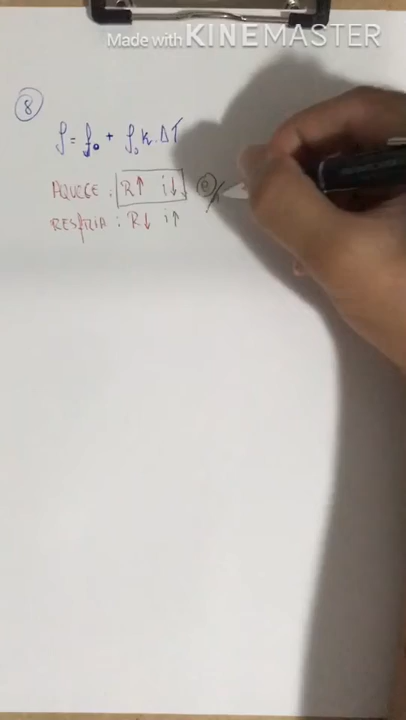 Made with KINEMASTER
8
ρ = ρ₀ + ρ₀ k . ΔT
AQUECE : R↑ i↓ e
RESFRIA : R↓ i↑